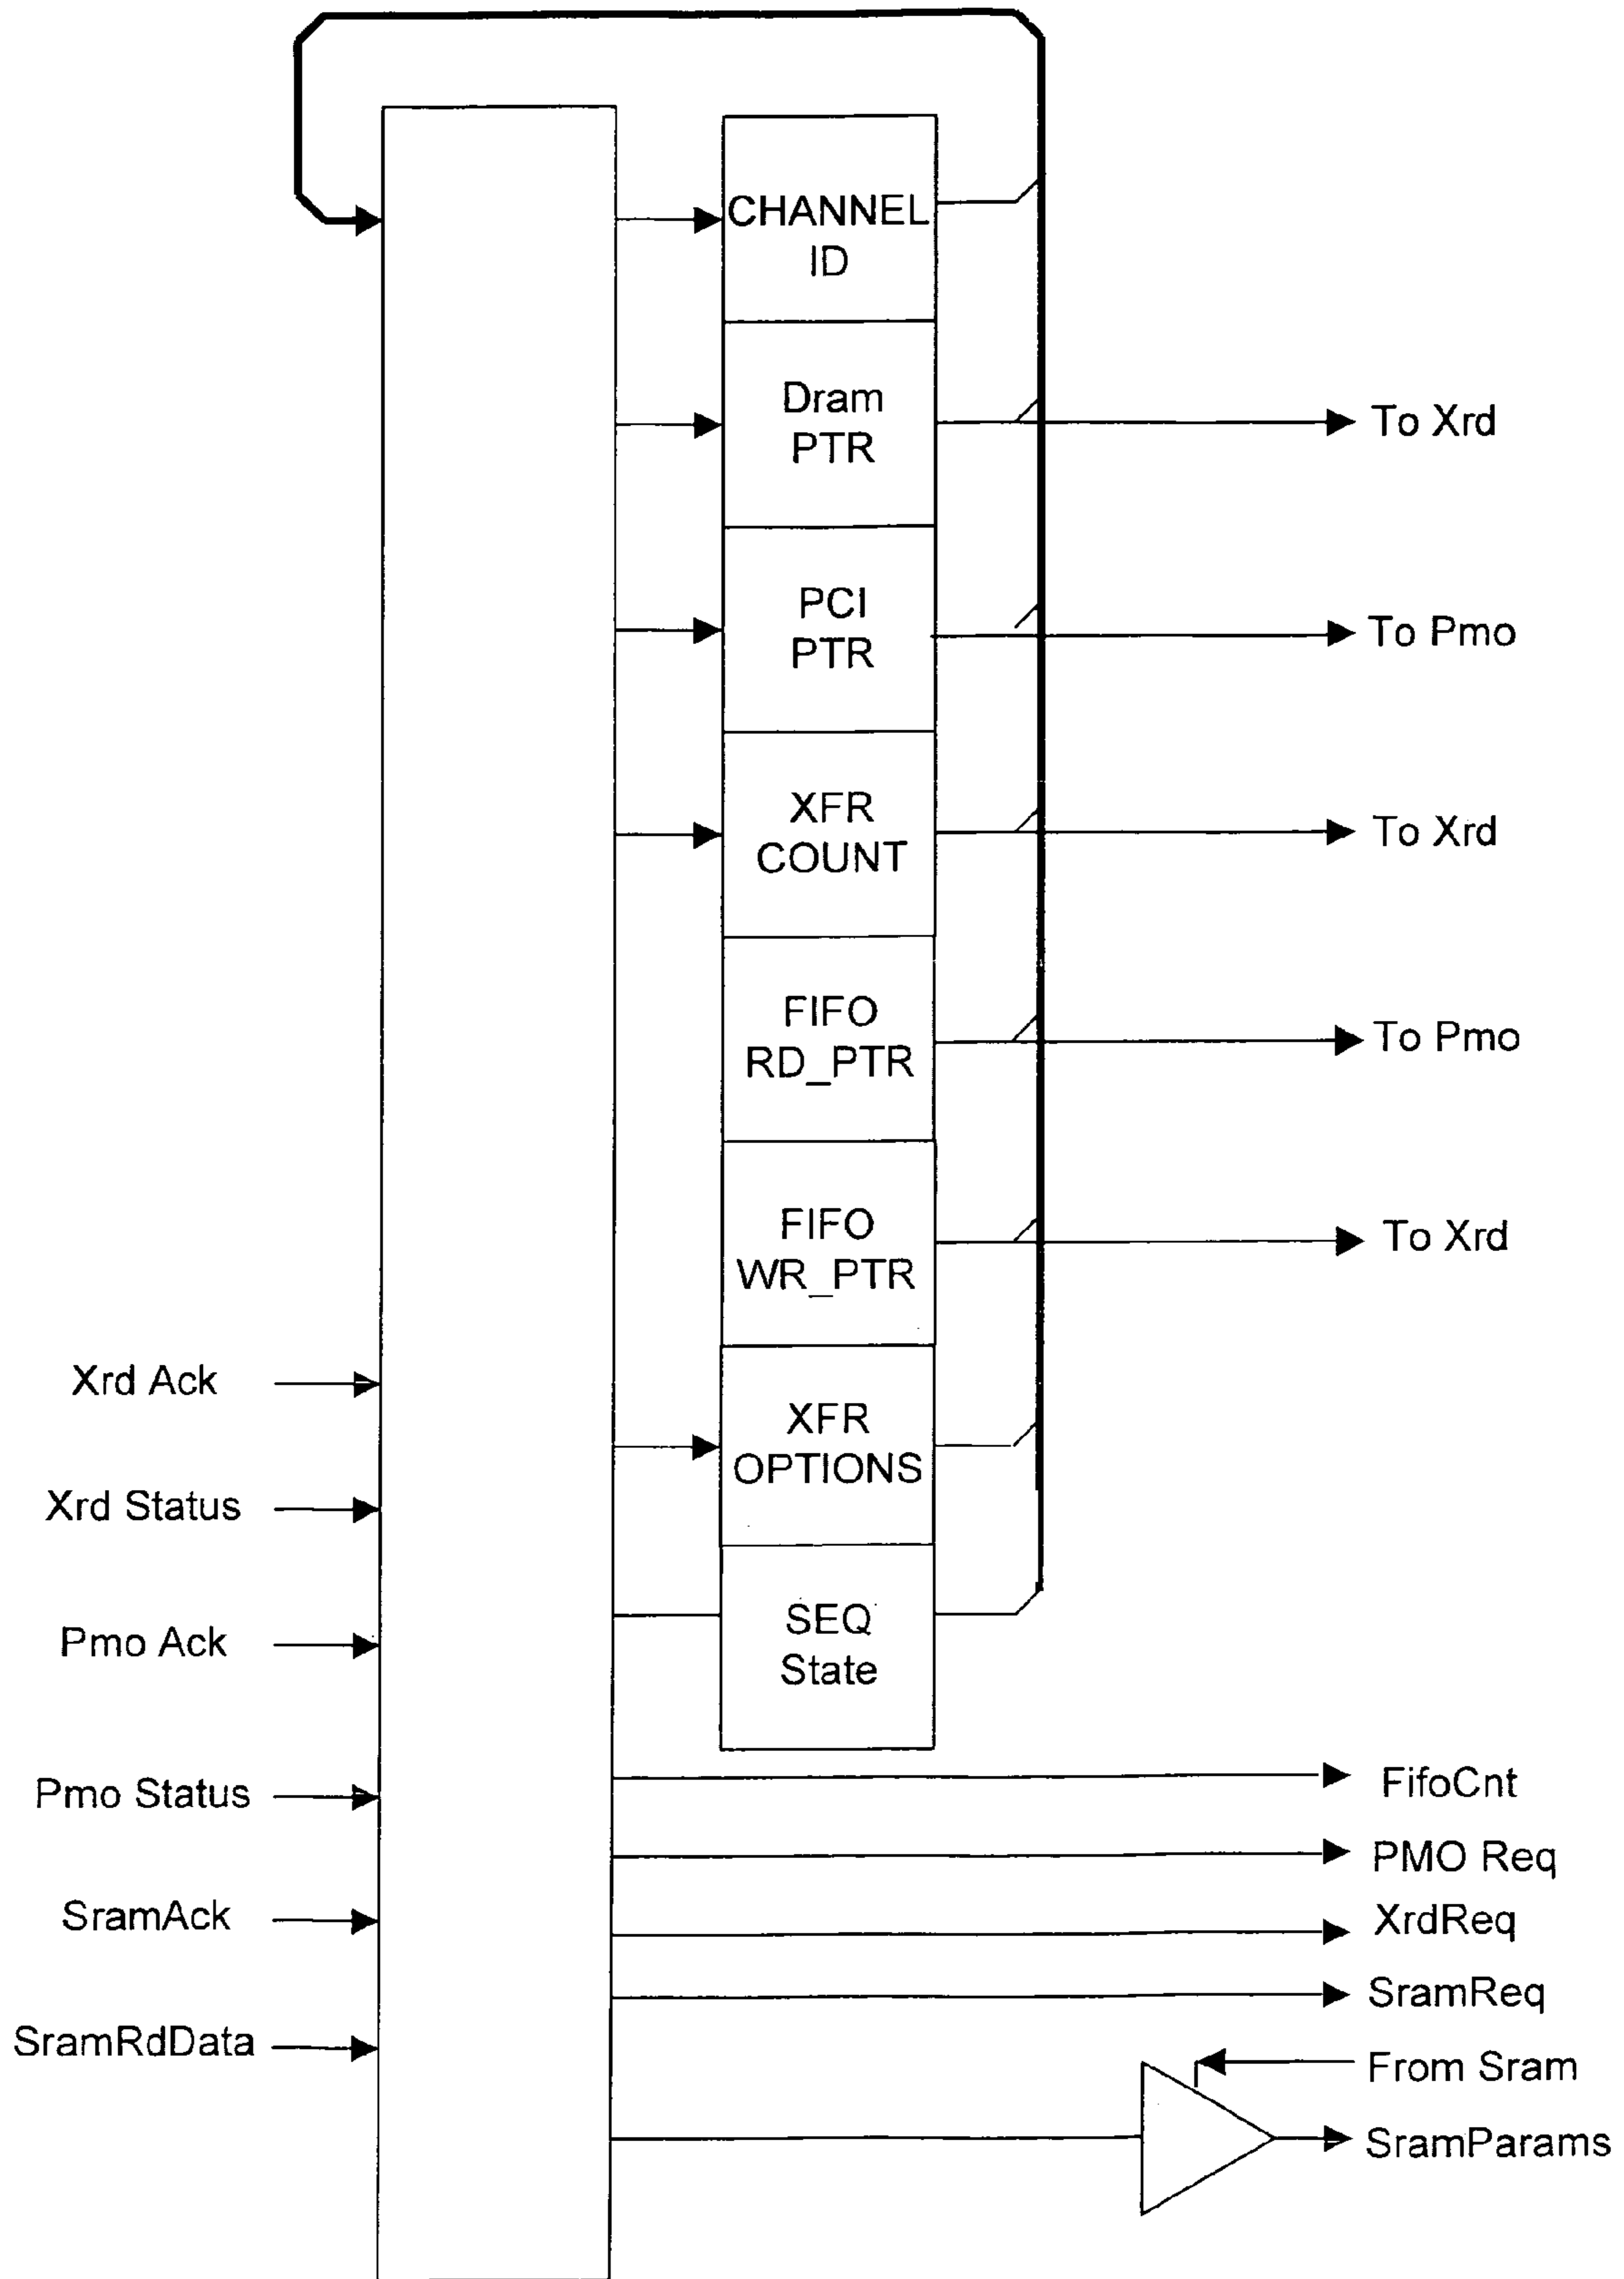 CHANNEL
ID
Dram
PTR
To Xrd
PCI
PTR
To Pmo
XFR
COUNT
To Xrd
FIFO
RD_PTR
To Pmo
FIFO
WR_PTR
To Xrd
Xrd Ack
XFR
OPTIONS
Xrd Status
SEQ
State
Pmo Ack
Pmo Status
FifoCnt
PMO Req
SramAck
XrdReq
SramReq
SramRdData
From Sram
SramParams